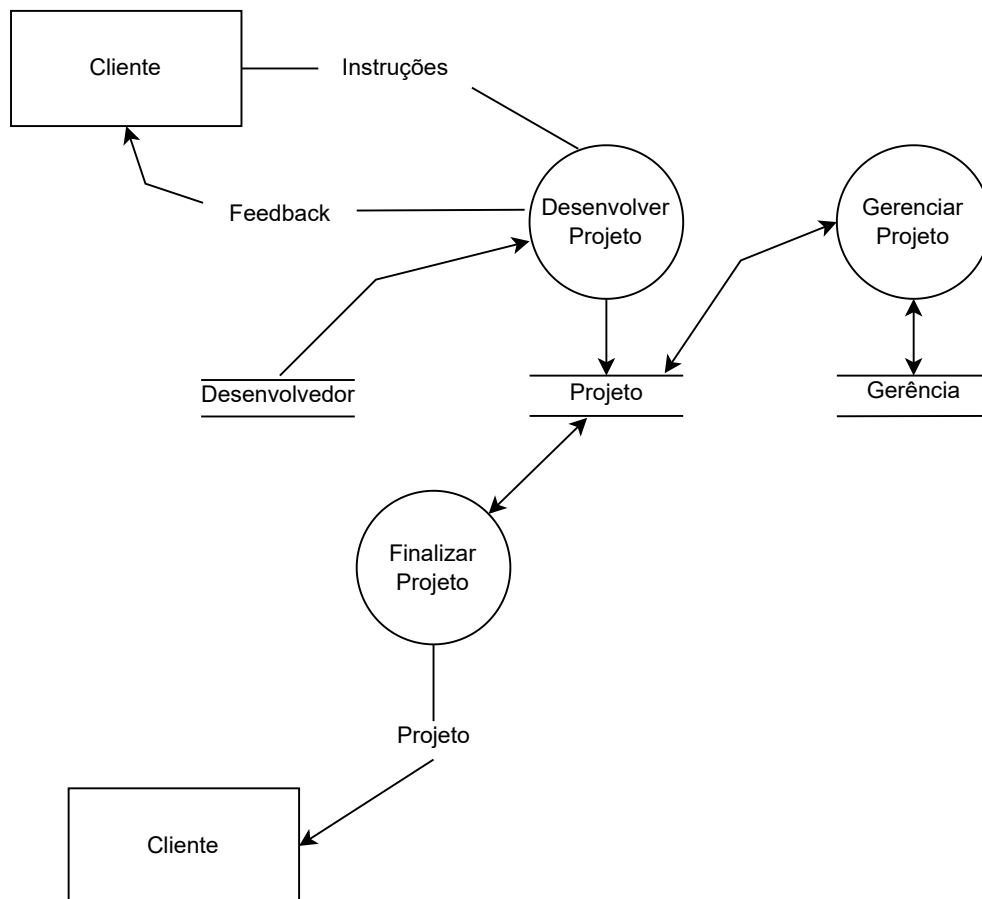 Cliente
Instruções
Feedback
Desenvolver
Projeto
Gerenciar
Projeto
Desenvolvedor
Projeto
Gerência
Finalizar
Projeto
Projeto
Cliente